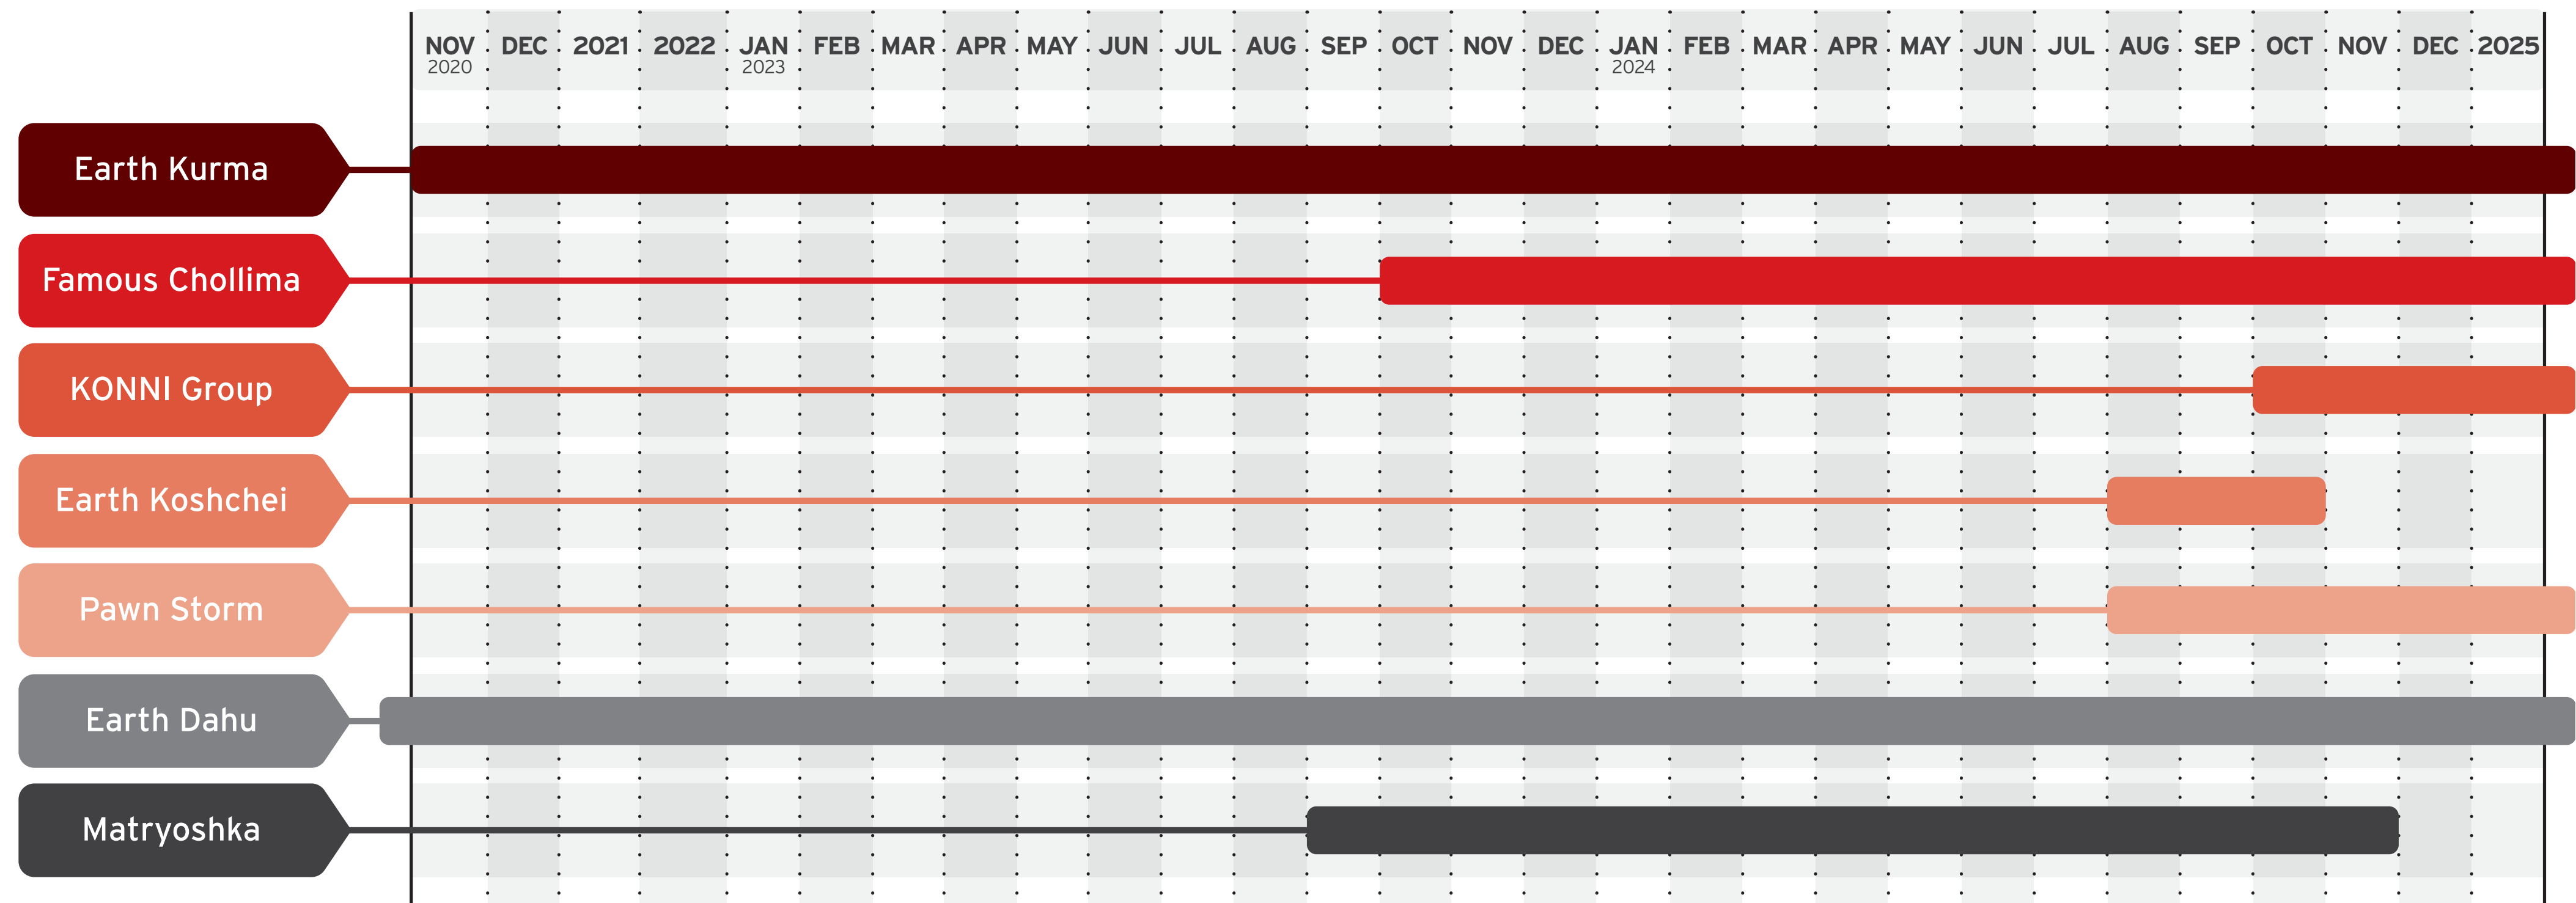 NOV DEC 2021 2022 JAN FEB MAR APR MAY JUN JUL AUG SEP OCT NOV DEC JAN FEB MAR APR MAY JUN JUL AUG SEP OCT NOV DEC 2025
2020 2023 2024
Earth Kurma
Famous Chollima
KONNI Group
Earth Koshchei
Pawn Storm
Earth Dahu
Matryoshka